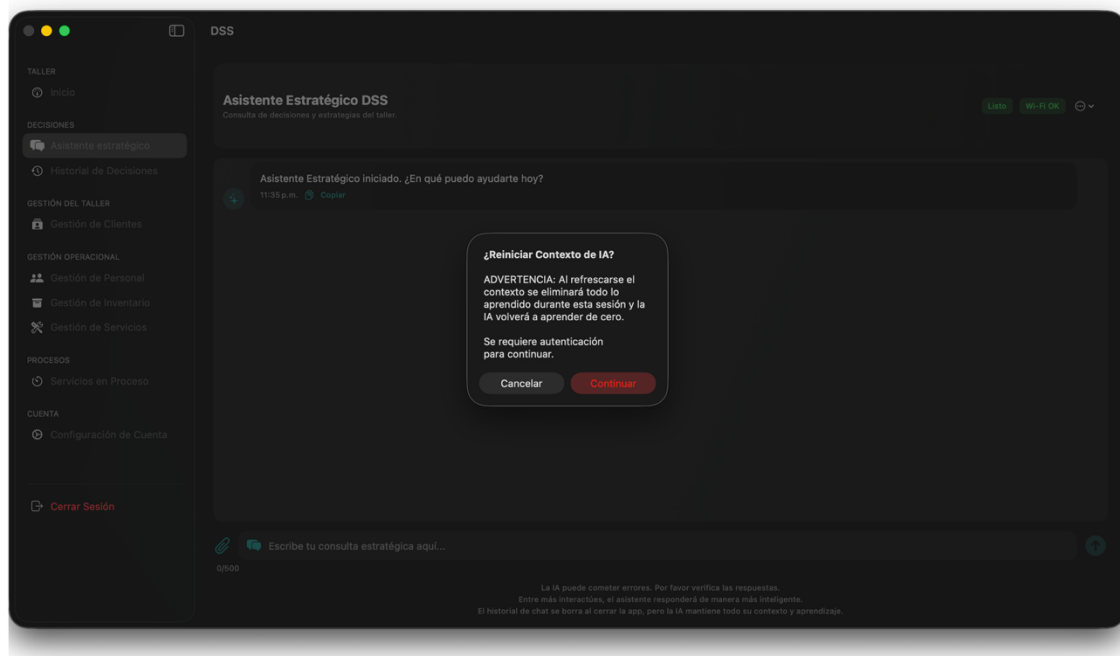 DSS
TALLER
Inicio
DECISIONES
Asistente estratégico
Historial de Decisiones
GESTIÓN DEL TALLER
Gestión de Clientes
GESTIÓN OPERACIONAL
Gestión de Personal
Gestión de Inventario
Gestión de Servicios
PROCESOS
Servicios en Proceso
CUENTA
Configuración de Cuenta
Cerrar Sesión
Asistente Estratégico DSS
Consulta de decisiones y estrategias del taller.
Listo
Wi-Fi OK
Asistente Estratégico iniciado. ¿En qué puedo ayudarte hoy?
11:35 p.m. Copiar
¿Reiniciar Contexto de IA?
ADVERTENCIA: Al refrescarse el
contexto se eliminará todo lo
aprendido durante esta sesión y la
IA volverá a aprender de cero.
Se requiere autenticación
para continuar.
Cancelar
Continuar
Escribe tu consulta estratégica aquí...
0/500
La IA puede cometer errores. Por favor verifica las respuestas.
Entre más interactúes, el asistente responderá de manera más inteligente.
El historial de chat se borra al cerrar la app, pero la IA mantiene todo su contexto y aprendizaje.